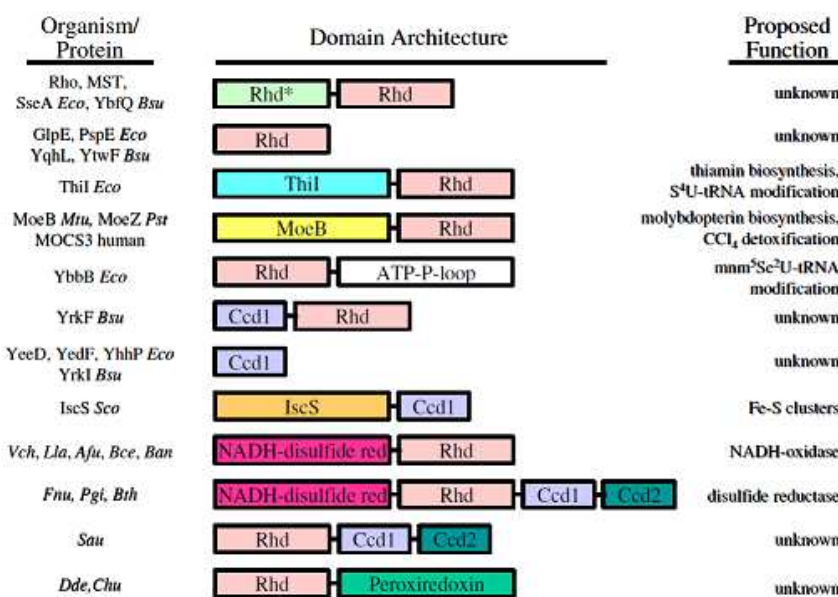 Organism/ Protein
Domain Architecture
Proposed Function
Rho, MST,
SseA Eco, YbfQ Bsu
Rhd* Rhd
unknown
GlpE, PspE Eco
YqhL, YtwF Bsu
Rhd
unknown
ThiI Eco
ThiI Rhd
thiamin biosynthesis,
S⁴U-tRNA modification
MoeB Mtu, MoeZ Pst
MOCS3 human
MoeB Rhd
molybdopterin biosynthesis,
CCl₄ detoxification
YbbB Eco
Rhd ATP-P-loop
mnm⁵Se²U-tRNA
modification
YrkF Bsu
Ccd1 Rhd
unknown
YeeD, YedF, YhhP Eco
YrkI Bsu
Ccd1
unknown
IscS Sco
IscS Ccd1
Fe-S clusters
Vch, Lla, Afu, Bce, Ban
NADH-disulfide red Rhd
NADH-oxidase
Fnu, Pgi, Bth
NADH-disulfide red Rhd Ccd1 Ccd2
disulfide reductase
Sau
Rhd Ccd1 Ccd2
unknown
Dde,Chu
Rhd Peroxiredoxin
unknown